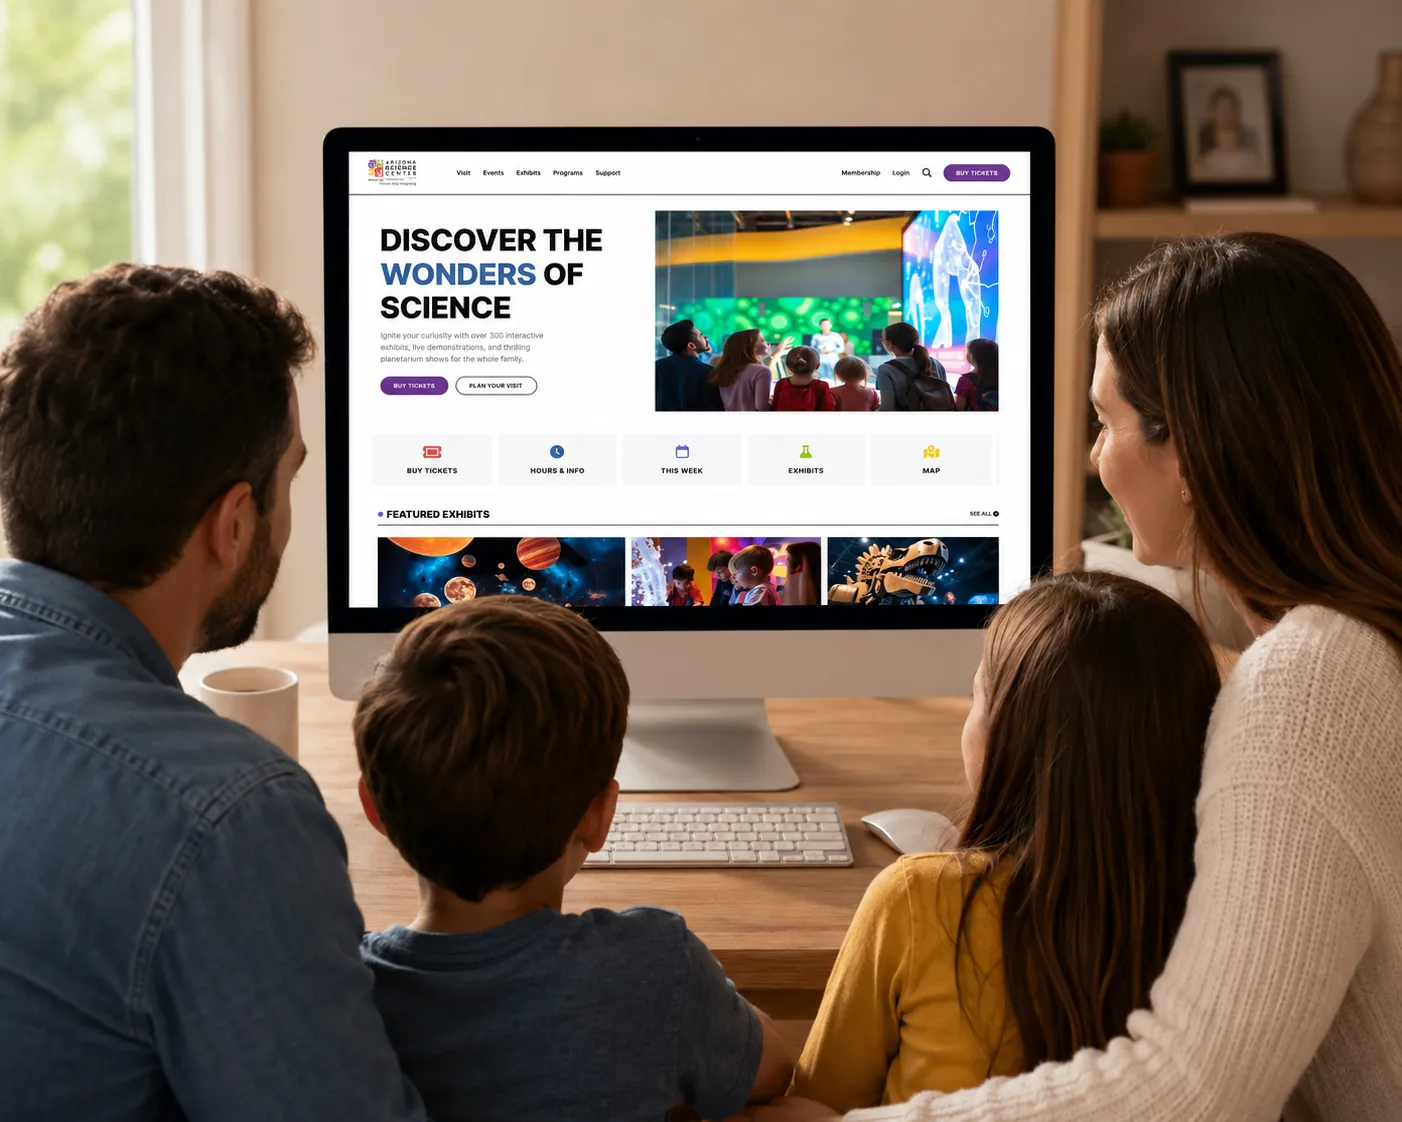 ARIZONA
SCIENCE
CENTER
Visit Events Exhibits Programs Support
Membership Login BUY TICKETS
DISCOVER THE
WONDERS OF
SCIENCE
Ignite your curiosity with over 300 interactive
exhibits, live demonstrations, and thrilling
planetarium shows for the whole family.
BUY TICKETS PLAN YOUR VISIT
BUY TICKETS HOURS & INFO THIS WEEK EXHIBITS MAP
FEATURED EXHIBITS SEE ALL